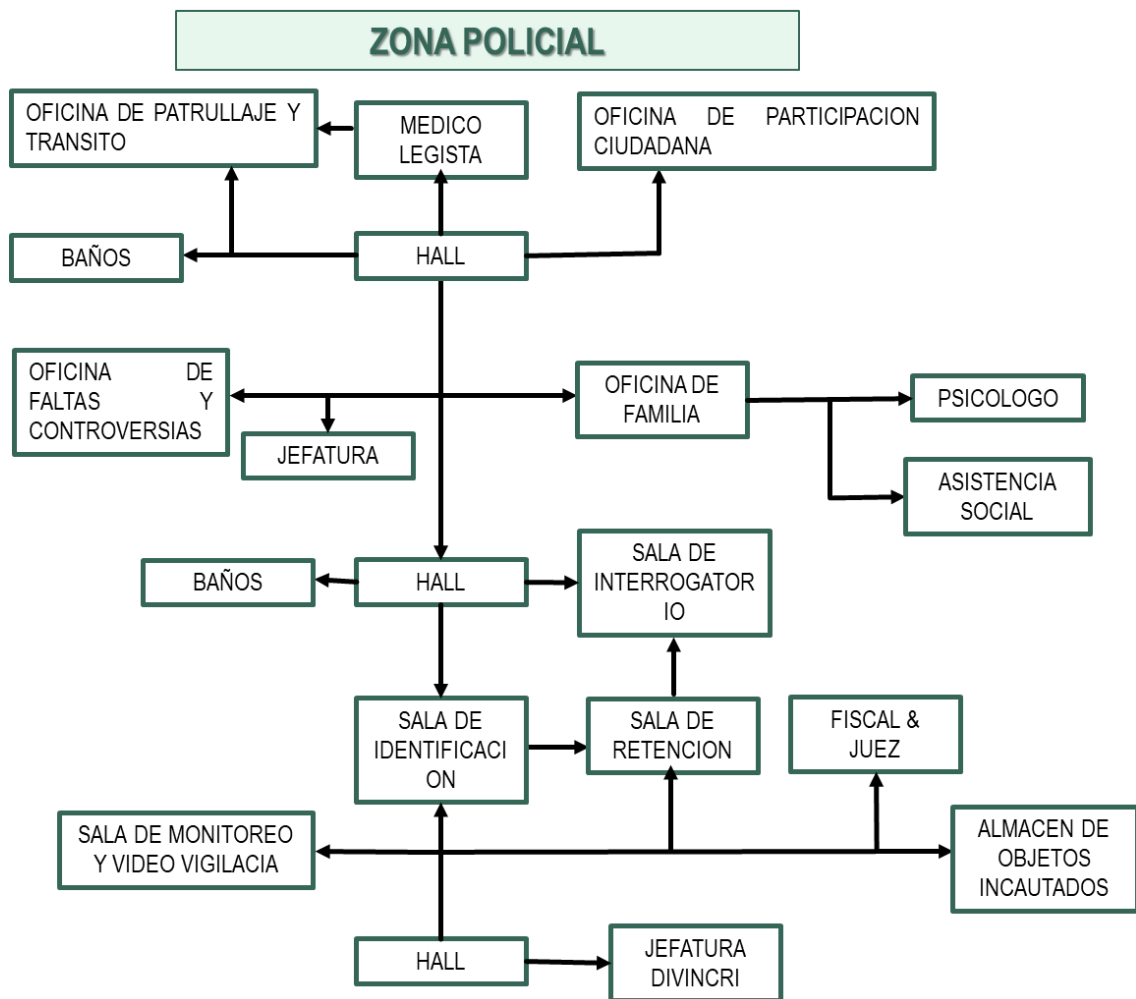 ZONA POLICIAL
OFICINA DE PATRULLAJE Y
TRANSITO
MEDICO
LEGISTA
OFICINA DE PARTICIPACION
CIUDADANA
BAÑOS
HALL
OFICINA DE
FALTAS Y
CONTROVERSIAS
JEFATURA
OFICINA DE
FAMILIA
PSICOLOGO
ASISTENCIA
SOCIAL
BAÑOS
HALL
SALA DE
INTERROGATOR
IO
SALA DE
IDENTIFICACI
ON
SALA DE
RETENCION
FISCAL &
JUEZ
SALA DE MONITOREO
Y VIDEO VIGILACIA
ALMACEN DE
OBJETOS
INCAUTADOS
HALL
JEFATURA
DIVINCRI